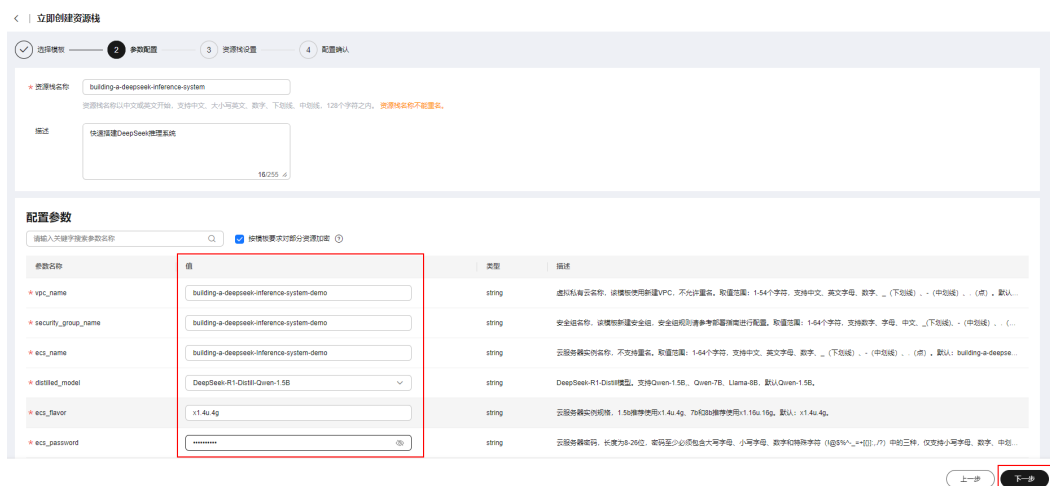 立即创建资源栈
选择模板
2 参数配置
3 资源栈设置
4 配置确认
* 资源栈名称 building-a-deepseek-inference-system
资源栈名称以中文或英文开始，支持中文、大小写英文、数字、下划线、中划线，128个字符之内。 资源栈名称不能重名。
描述 快速搭建DeepSeek推理系统
16/255
配置参数
请输入关键字搜索参数名称 按模板要求对部分资源加密
参数名称 值 类型 描述
* vpc_name building-a-deepseek-inference-system-demo string 虚拟私有云名称，该模板使用新建VPC，不允许重名。取值范围：1-54个字符，支持中文、英文字母、数字、_（下划线）、-（中划线）、.（点）。默认...
* security_group_name building-a-deepseek-inference-system-demo string 安全组名称，该模板新建安全组，安全组规则请参考部署指南进行配置。取值范围：1-64个字符，支持数字、字母、中文、_(下划线)、-（中划线）、.（...
* ecs_name building-a-deepseek-inference-system-demo string 云服务器实例名称，不支持重名。取值范围：1-64个字符，支持中文、英文字母、数字、_（下划线）、-（中划线）、.（点）。默认：building-a-deepse...
* distilled_model DeepSeek-R1-Distill-Qwen-1.5B string DeepSeek-R1-Distill模型。支持Qwen-1.5B,、Qwen-7B、Llama-8B，默认Qwen-1.5B。
* ecs_flavor x1.4u.4g string 云服务器实例规格，1.5b推荐使用x1.4u.4g、7b和8b推荐使用x1.16u.16g。默认：x1.4u.4g。
* ecs_password •••••••••• string 云服务器密码，长度为8-26位，密码至少必须包含大写字母、小写字母、数字和特殊字符（!@$%^-_=+[{}]:,./?）中的三种，仅支持小写字母、数字、中划...
上一步 下一步